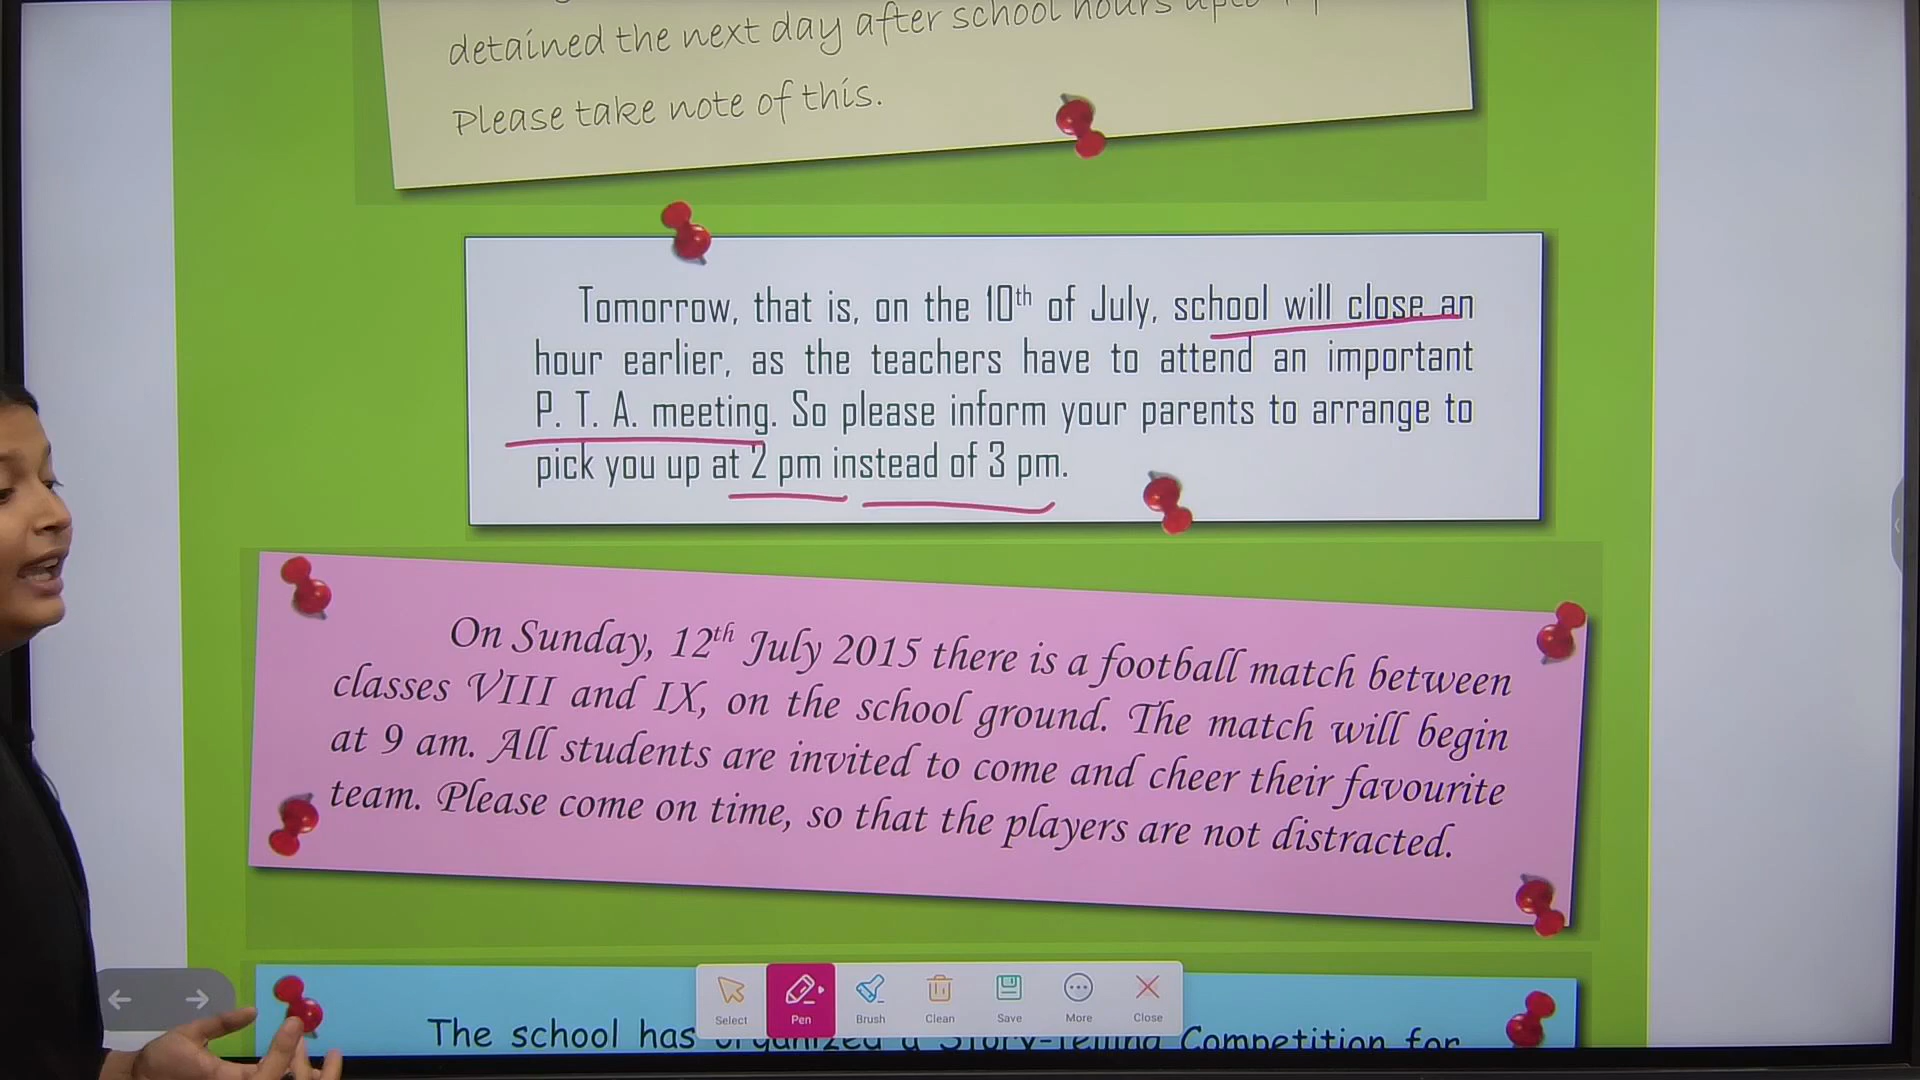 detained the next day after school hours upto
Please take note of this.
Tomorrow, that is, on the 10th of July, school will close an
hour earlier, as the teachers have to attend an important
P. T. A. meeting. So please inform your parents to arrange to
pick you up at 2 pm instead of 3 pm.
On Sunday, 12th July 2015 there is a football match between
classes VIII and IX, on the school ground. The match will begin
at 9 am. All students are invited to come and cheer their favourite
team. Please come on time, so that the players are not distracted.
The school has organized a Story-Telling Competition for
Select Pen Brush Clean Save More Close